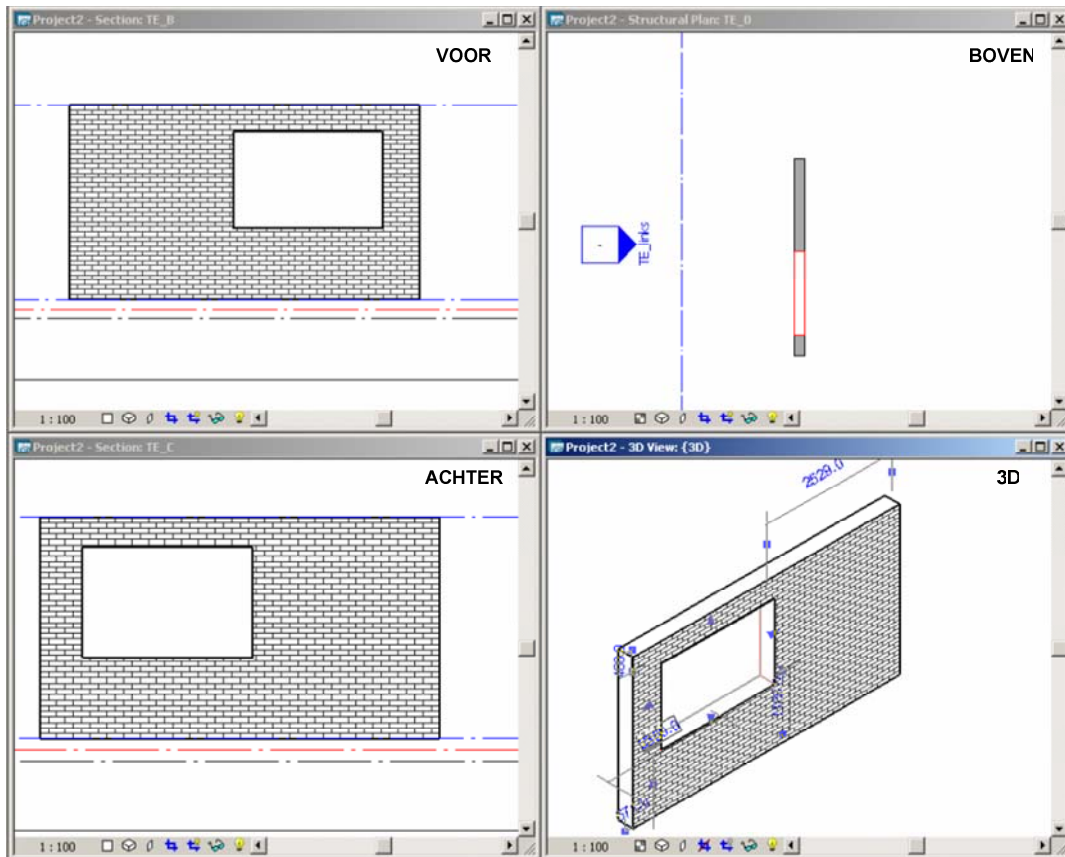 Project2 - Section: TE_B
VOOR
1 : 100
Project2 - Structural Plan: TE_0
BOVEN
TE_links
1 : 100
Project2 - Section: TE_C
ACHTER
1 : 100
Project2 - 3D View: {3D}
3D
2529.0
1 : 100